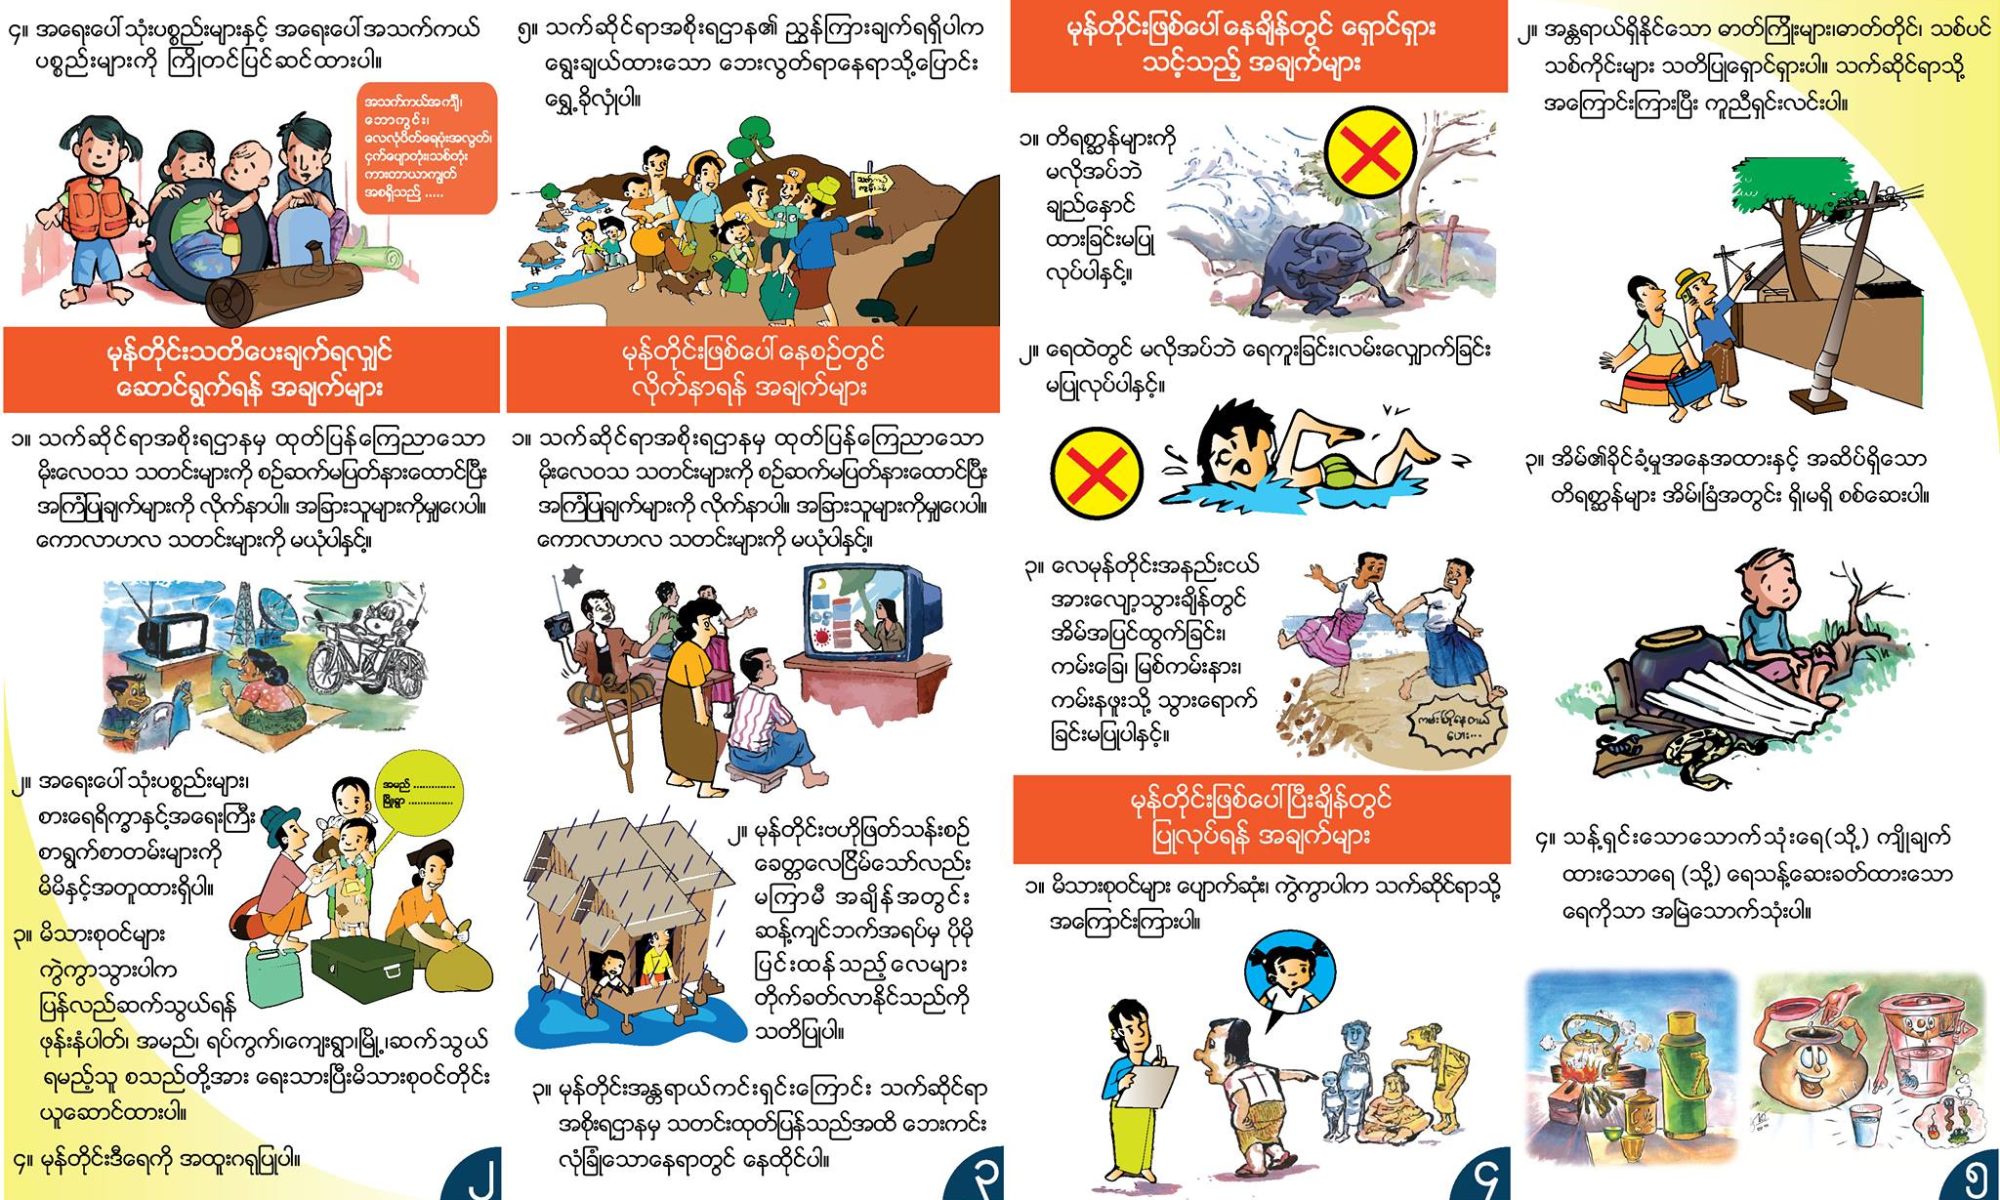 ၄။ အရေးပေါ်သုံးပစ္စည်းများနှင့် အရေးပေါ်အသက်ကယ်
ပစ္စည်းများကို ကြိုတင်ပြင်ဆင်ထားပါ။
အသက်ကယ်အင်္ကျီ၊
ဘောကွင်း၊
လေလုံပိတ်ရေပုံးအလွတ်၊
ငှက်ပျောတုံး၊သစ်တုံး
ကားတာယာကျွတ်
အစရှိသည် .....
မုန်တိုင်းသတိပေးချက်ရလျှင်
ဆောင်ရွက်ရန် အချက်များ
၁။ သက်ဆိုင်ရာအစိုးရဌာနမှ ထုတ်ပြန်ကြေညာသော
မိုးလေဝသ သတင်းများကို စဉ်ဆက်မပြတ်နားထောင်ပြီး
အကြံပြုချက်များကို လိုက်နာပါ။ အခြားသူများကိုမျှဝေပါ။
ကောလာဟလ သတင်းများကို မယုံပါနှင့်။
၂။ အရေးပေါ်သုံးပစ္စည်းများ၊
စားရေရိက္ခာနှင့်အရေးကြီး
စာရွက်စာတမ်းများကို
မိမိနှင့်အတူထားရှိပါ။
အမည် ..............
မြို့ရွာ ..............
၃။ မိသားစုဝင်များ
ကွဲကွာသွားပါက
ပြန်လည်ဆက်သွယ်ရန်
ဖုန်းနံပါတ်၊ အမည်၊ ရပ်ကွက်၊ကျေးရွာ၊မြို့၊ဆက်သွယ်
ရမည့်သူ စသည်တို့အား ရေးသားပြီးမိသားစုဝင်တိုင်း
ယူဆောင်ထားပါ။
၄။ မုန်တိုင်းဒီရေကို အထူးဂရုပြုပါ။
၂
၅။ သက်ဆိုင်ရာအစိုးရဌာန၏ ညွှန်ကြားချက်ရရှိပါက
ရွေးချယ်ထားသော ဘေးလွတ်ရာနေရာသို့ပြောင်း
ရွှေ့ခိုလှုံပါ။
မုန်တိုင်းဖြစ်ပေါ်နေစဉ်တွင်
လိုက်နာရန် အချက်များ
၁။ သက်ဆိုင်ရာအစိုးရဌာနမှ ထုတ်ပြန်ကြေညာသော
မိုးလေဝသ သတင်းများကို စဉ်ဆက်မပြတ်နားထောင်ပြီး
အကြံပြုချက်များကို လိုက်နာပါ။ အခြားသူများကိုမျှဝေပါ။
ကောလာဟလ သတင်းများကို မယုံပါနှင့်။
၂။ မုန်တိုင်းဗဟိုဖြတ်သန်းစဉ်
ခေတ္တလေငြိမ်သော်လည်း
မကြာမီ အချိန်အတွင်း
ဆန့်ကျင်ဘက်အရပ်မှ ပိုမို
ပြင်းထန်သည့်လေများ
တိုက်ခတ်လာနိုင်သည်ကို
သတိပြုပါ။
၃။ မုန်တိုင်းအန္တရာယ်ကင်းရှင်းကြောင်း သက်ဆိုင်ရာ
အစိုးရဌာနမှ သတင်းထုတ်ပြန်သည်အထိ ဘေးကင်း
လုံခြုံသောနေရာတွင် နေထိုင်ပါ။
၃
မုန်တိုင်းဖြစ်ပေါ်နေချိန်တွင် ရှောင်ရှား
သင့်သည့် အချက်များ
၁။ တိရစ္ဆာန်များကို
မလိုအပ်ဘဲ
ချည်နှောင်
ထားခြင်းမပြု
လုပ်ပါနှင့်။
၂။ ရေထဲတွင် မလိုအပ်ဘဲ ရေကူးခြင်း၊လမ်းလျှောက်ခြင်း
မပြုလုပ်ပါနှင့်။
၃။ လေမုန်တိုင်းအနည်းငယ်
အားလျော့သွားချိန်တွင်
အိမ်အပြင်ထွက်ခြင်း၊
ကမ်းခြေ၊ မြစ်ကမ်းနား၊
ကမ်းနဖူးသို့ သွားရောက်
ခြင်းမပြုပါနှင့်။
ကမ်းပြိုနေတယ်
ဟေး...
မုန်တိုင်းဖြစ်ပေါ်ပြီးချိန်တွင်
ပြုလုပ်ရန် အချက်များ
၁။ မိသားစုဝင်များ ပျောက်ဆုံး၊ ကွဲကွာပါက သက်ဆိုင်ရာသို့
အကြောင်းကြားပါ။
၄
၂။ အန္တရာယ်ရှိနိုင်သော ဓာတ်ကြိုးများ၊ဓာတ်တိုင်၊ သစ်ပင်
သစ်ကိုင်းများ သတိပြုရှောင်ရှားပါ။ သက်ဆိုင်ရာသို့
အကြောင်းကြားပြီး ကူညီရှင်းလင်းပါ။
၃။ အိမ်၏ခိုင်ခံ့မှုအနေအထားနှင့် အဆိပ်ရှိသော
တိရစ္ဆာန်များ အိမ်၊ခြံအတွင်း ရှိ၊မရှိ စစ်ဆေးပါ။
၄။ သန့်ရှင်းသောသောက်သုံးရေ(သို့) ကျိုချက်
ထားသောရေ (သို့) ရေသန့်ဆေးခတ်ထားသော
ရေကိုသာ အမြဲသောက်သုံးပါ။
၅